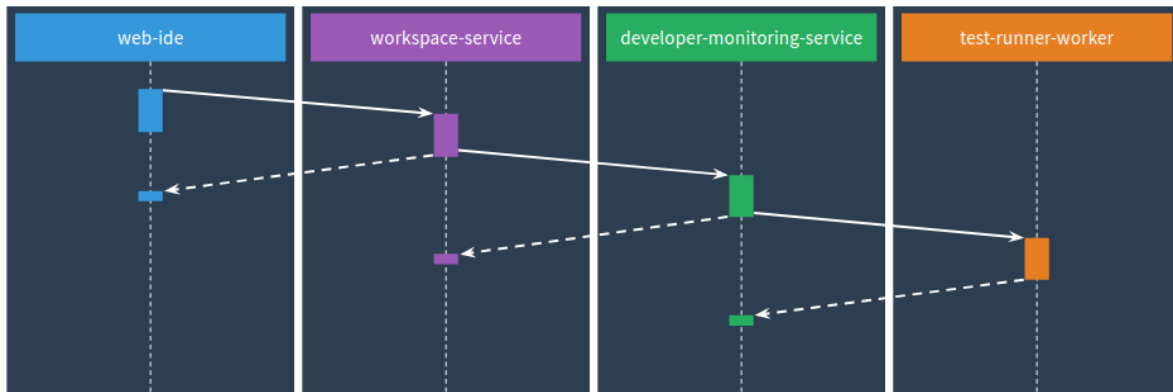 web-ide
workspace-service
developer-monitoring-service
test-runner-worker